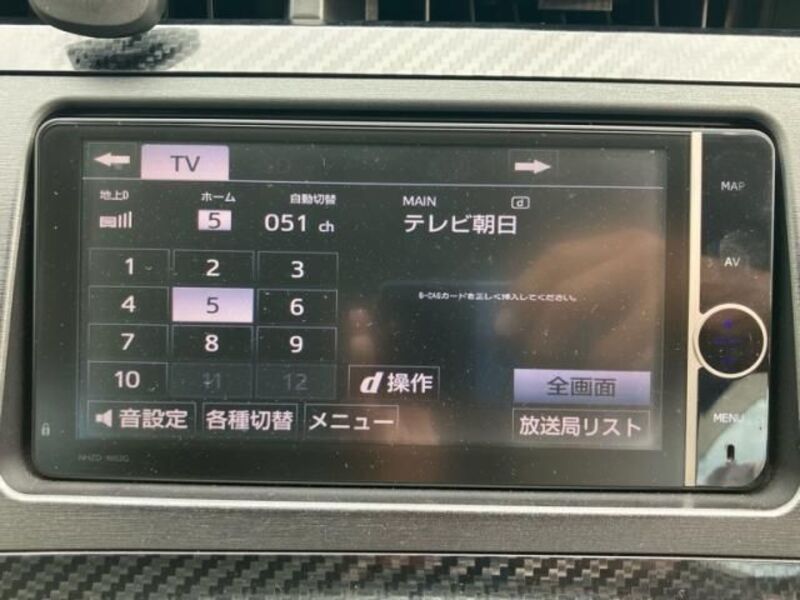 TV
地上D
ホーム
自動切替
MAIN
d
5
051 ch
テレビ朝日
B-CASカードを正しく挿入してください。
1 2 3
4 5 6
7 8 9
10 11 12
d操作
全画面
音設定 各種切替 メニュー
放送局リスト
MAP
AV
MENU